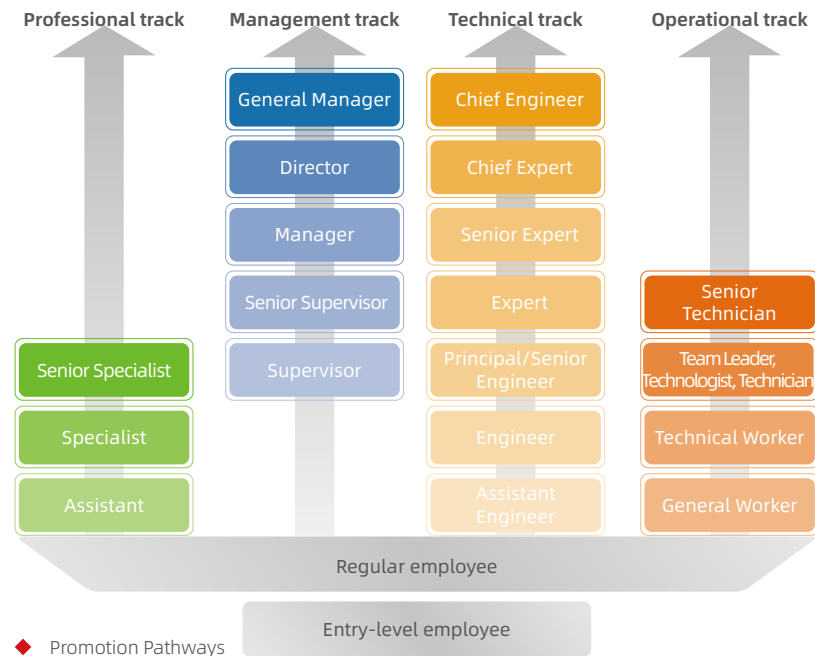 Professional track
Management track
Technical track
Operational track
General Manager
Chief Engineer
Director
Chief Expert
Manager
Senior Expert
Senior Supervisor
Expert
Senior
Technician
Senior Specialist
Supervisor
Principal/Senior
Engineer
Team Leader,
Technologist, Technician
Specialist
Engineer
Technical Worker
Assistant
Assistant
Engineer
General Worker
Regular employee
Entry-level employee
Promotion Pathways